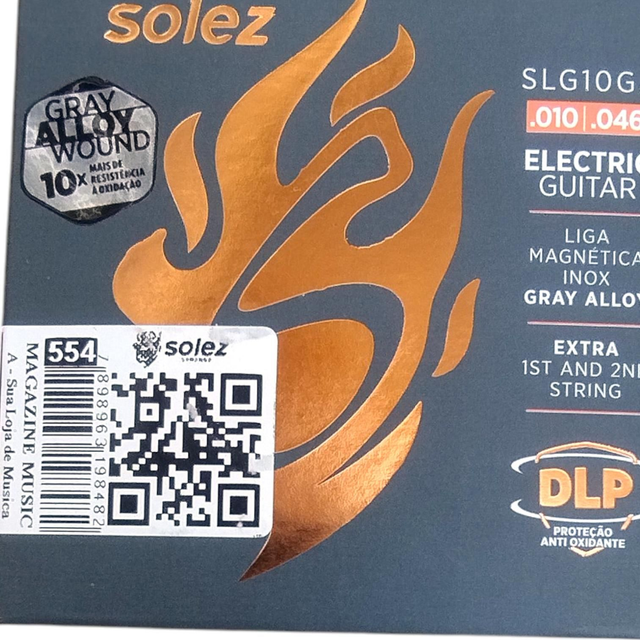 solez
GRAY
ALLOY
WOUND
10x MAIS DE
RESISTÊNCIA
À OXIDAÇÃO
SLG10G
.010 .046
ELECTRIC
GUITAR
LIGA
MAGNÉTICA
INOX
GRAY ALLOY
EXTRA
1ST AND 2ND
STRING
DLP
PROTEÇÃO
ANTI OXIDANTE
554
solez
7898963198482
MAGAZINE MUSIC
A - Sua Loja de Musica